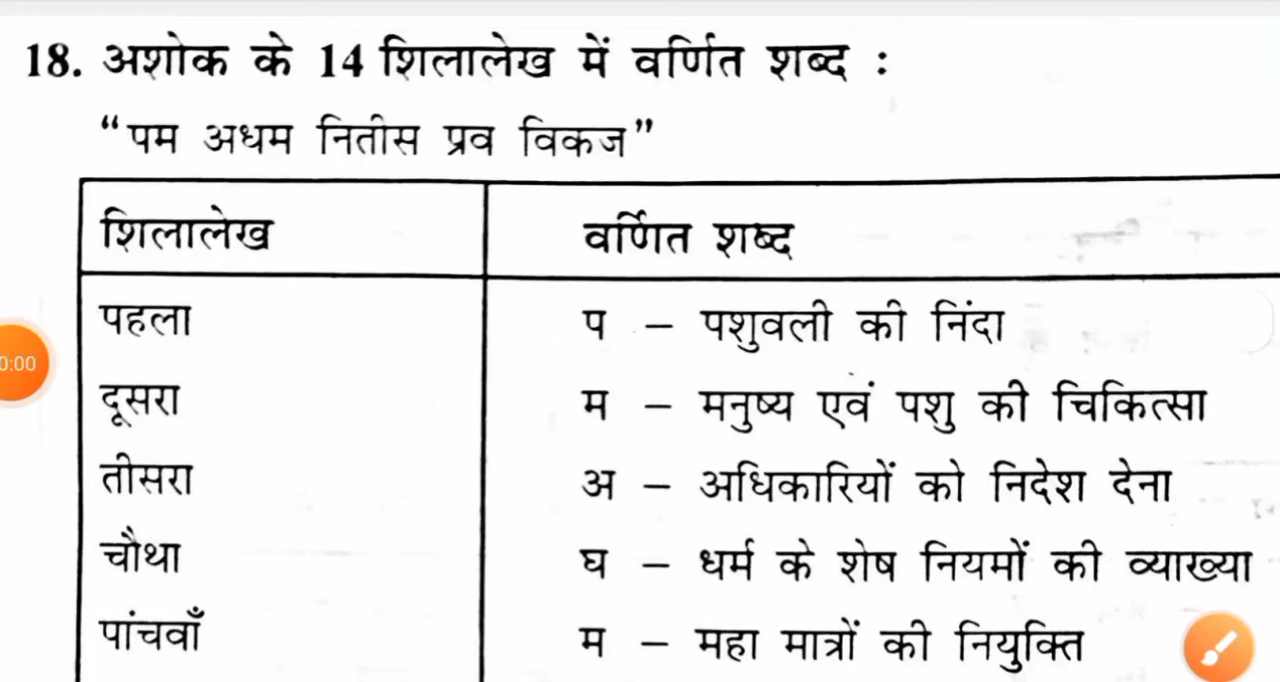 18. अशोक के 14 शिलालेख में वर्णित शब्द :
“पम अधम नितीस प्रव विकज”
शिलालेख वर्णित शब्द
पहला प – पशुवली की निंदा
दूसरा म – मनुष्य एवं पशु की चिकित्सा
तीसरा अ – अधिकारियों को निदेश देना
चौथा घ – धर्म के शेष नियमों की व्याख्या
पांचवाँ म – महा मात्रों की नियुक्ति
0:00